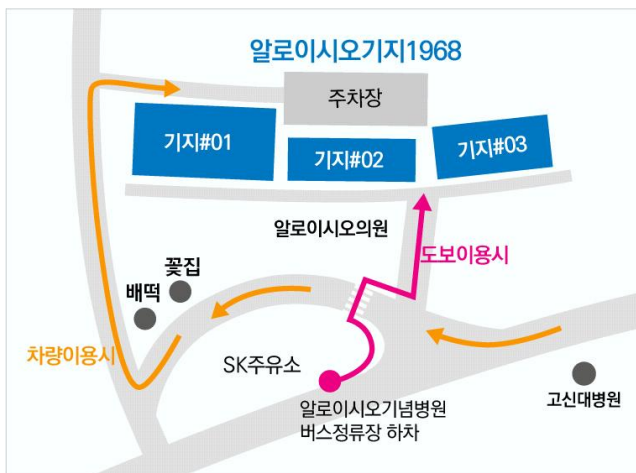 알로이시오기지1968
주차장
기지#01
기지#02
기지#03
알로이시오의원
도보이용시
꽃집
배떡
차량이용시
SK주유소
고신대병원
알로이시오기념병원
버스정류장 하차